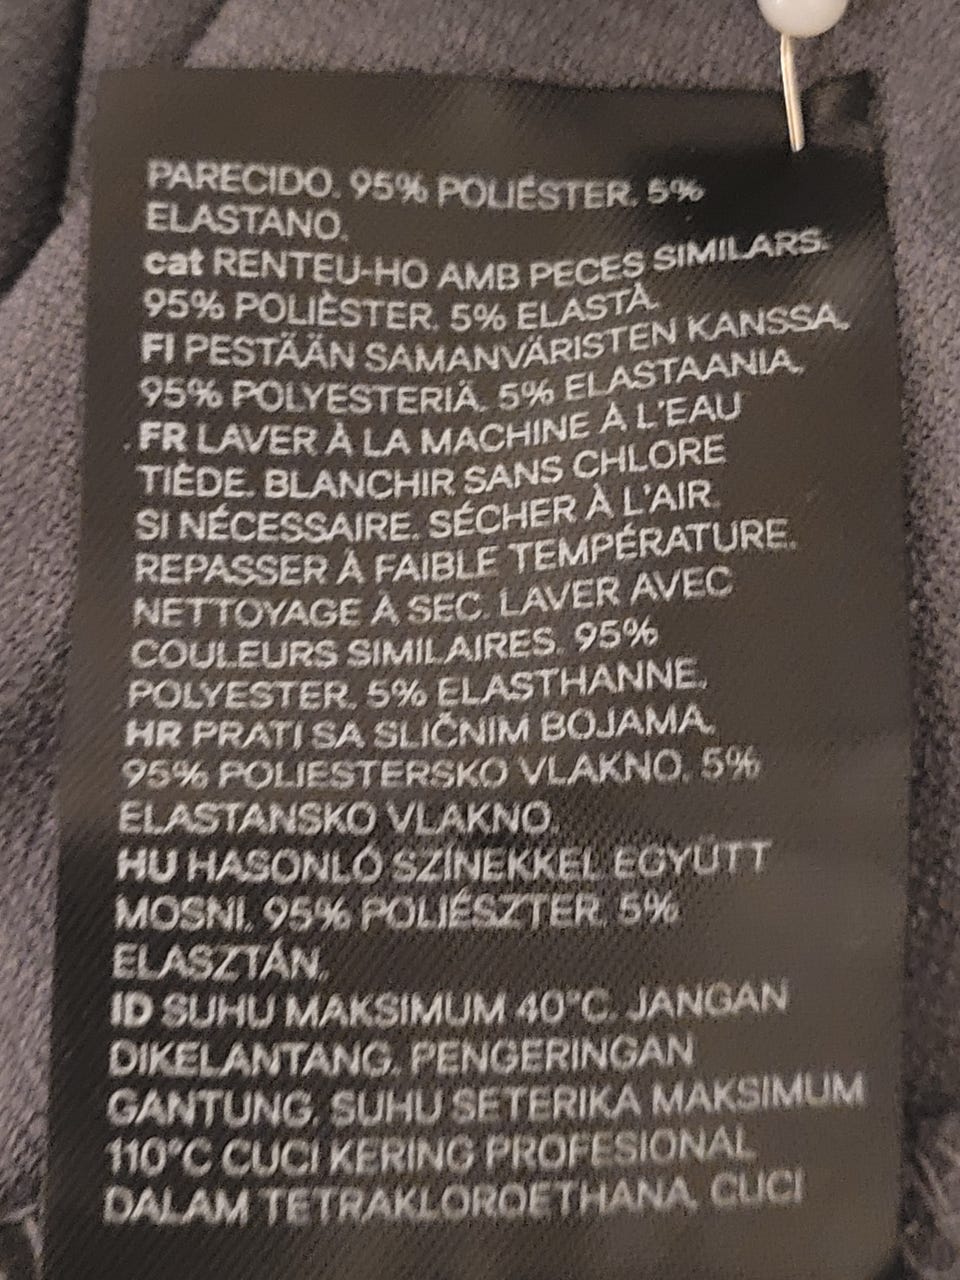 PARECIDO. 95% POLIÉSTER. 5%
ELASTANO.
cat RENTEU-HO AMB PECES SIMILARS.
95% POLIÈSTER. 5% ELASTÀ.
FI PESTÄÄN SAMANVÄRISTEN KANSSA.
95% POLYESTERIÄ. 5% ELASTAANIA.
FR LAVER À LA MACHINE À L'EAU
TIÈDE. BLANCHIR SANS CHLORE
SI NÉCESSAIRE. SÉCHER À L'AIR.
REPASSER À FAIBLE TEMPÉRATURE.
NETTOYAGE À SEC. LAVER AVEC
COULEURS SIMILAIRES. 95%
POLYESTER. 5% ELASTHANNE.
HR PRATI SA SLIČNIM BOJAMA.
95% POLIESTERSKO VLAKNO. 5%
ELASTANSKO VLAKNO.
HU HASONLÓ SZÍNEKKEL EGYÜTT
MOSNI. 95% POLIÉSZTER. 5%
ELASZTÁN.
ID SUHU MAKSIMUM 40°C. JANGAN
DIKELANTANG. PENGERINGAN
GANTUNG. SUHU SETERIKA MAKSIMUM
110°C CUCI KERING PROFESIONAL
DALAM TETRAKLOROETHANA. CUCI